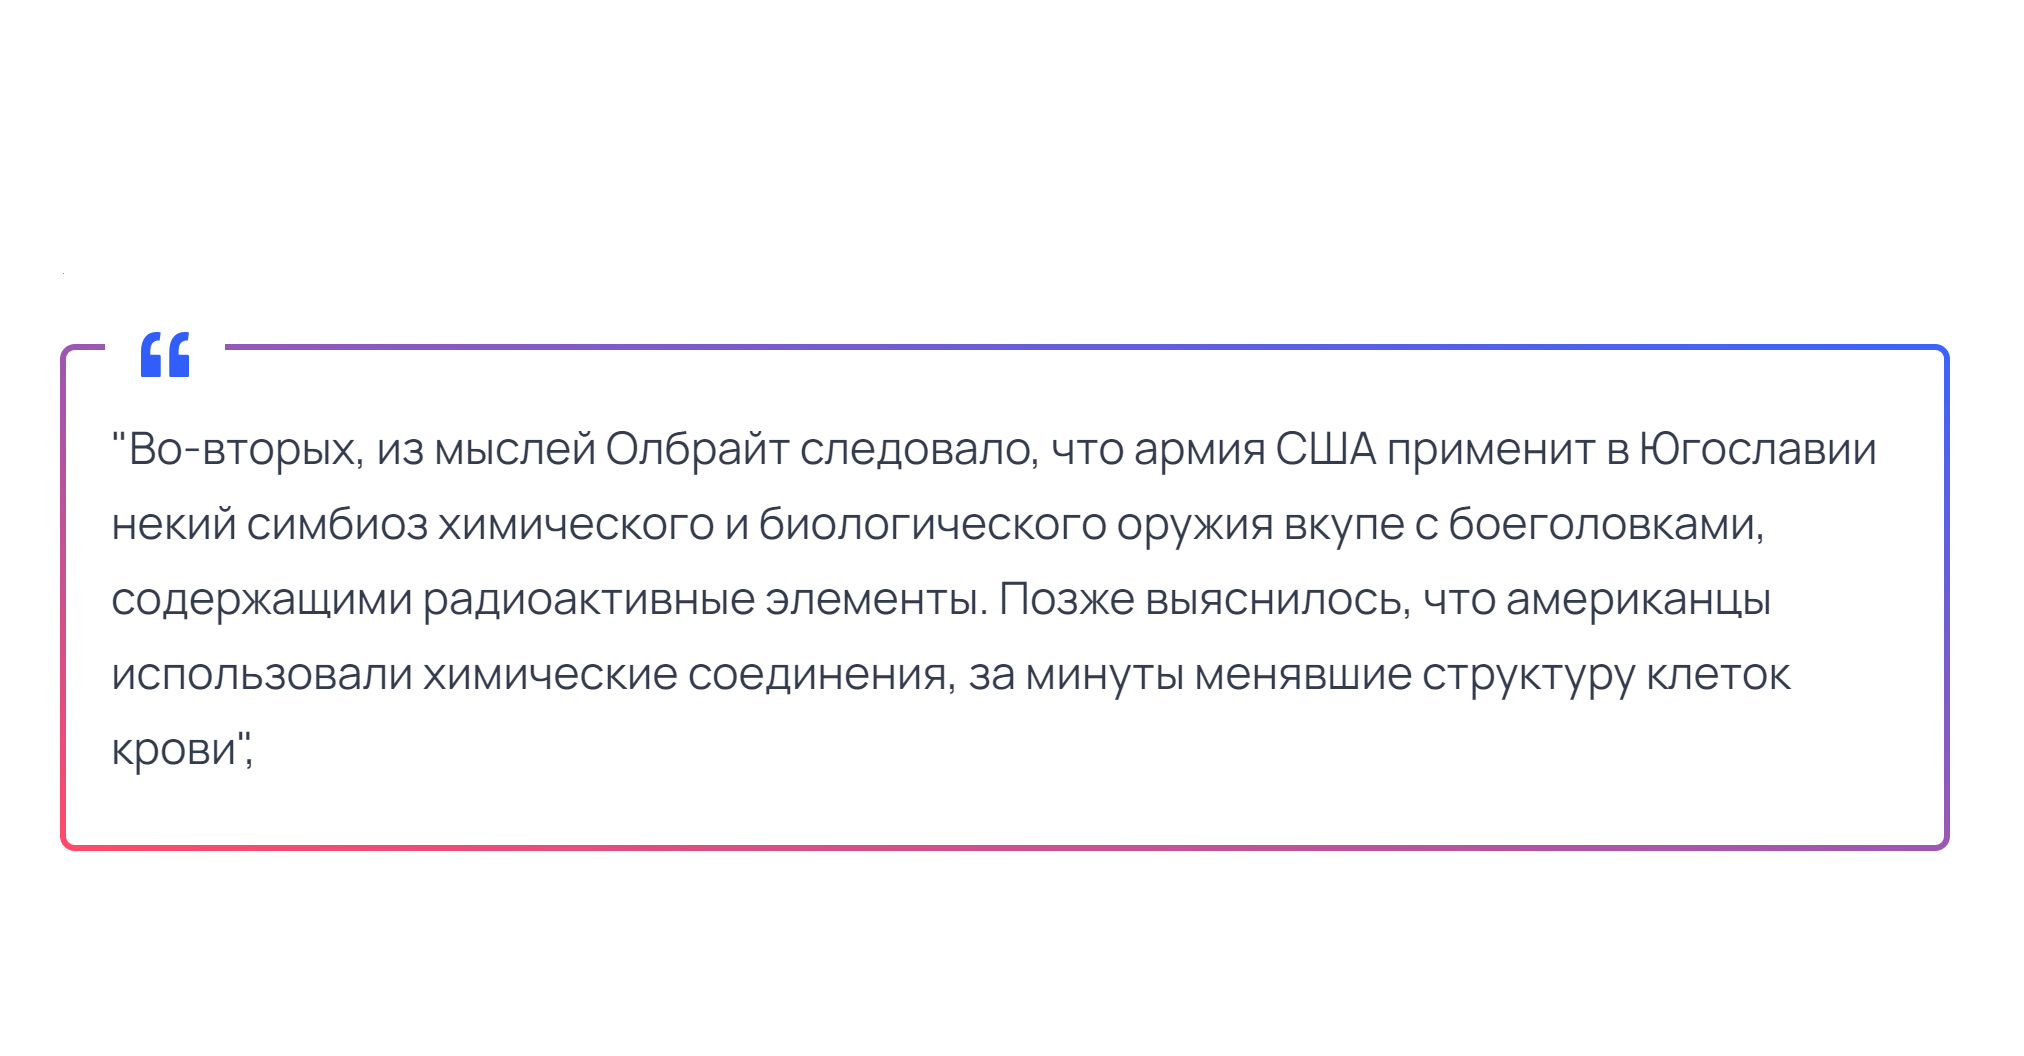 "Во-вторых, из мыслей Олбрайт следовало, что армия США применит в Югославии
некий симбиоз химического и биологического оружия вкупе с боеголовками,
содержащими радиоактивные элементы. Позже выяснилось, что американцы
использовали химические соединения, за минуты менявшие структуру клеток
крови",